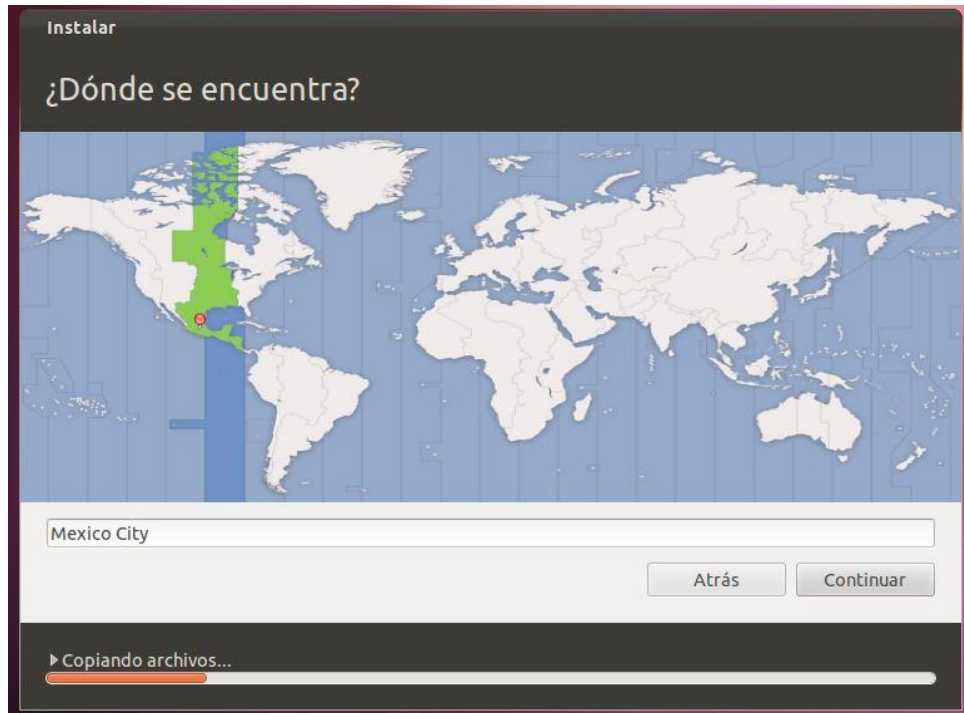 Instalar
¿Dónde se encuentra?
Mexico City
Atrás
Continuar
Copiando archivos...